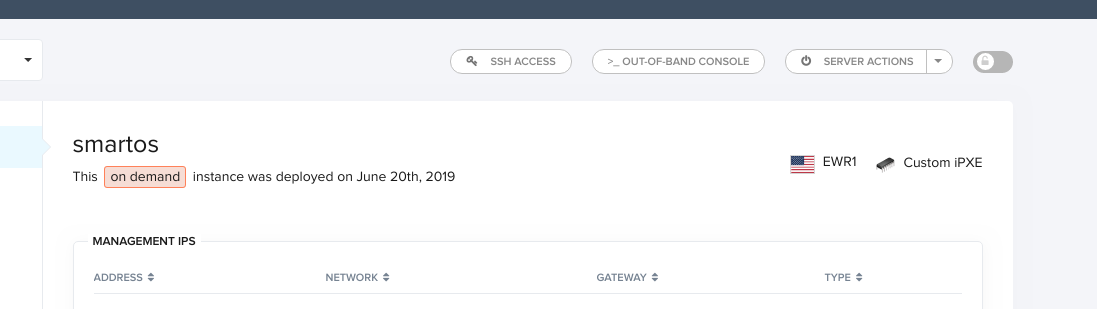 SSH ACCESS >_ OUT-OF-BAND CONSOLE SERVER ACTIONS
smartos
This on demand instance was deployed on June 20th, 2019
EWR1 Custom iPXE
MANAGEMENT IPS
ADDRESS NETWORK GATEWAY TYPE